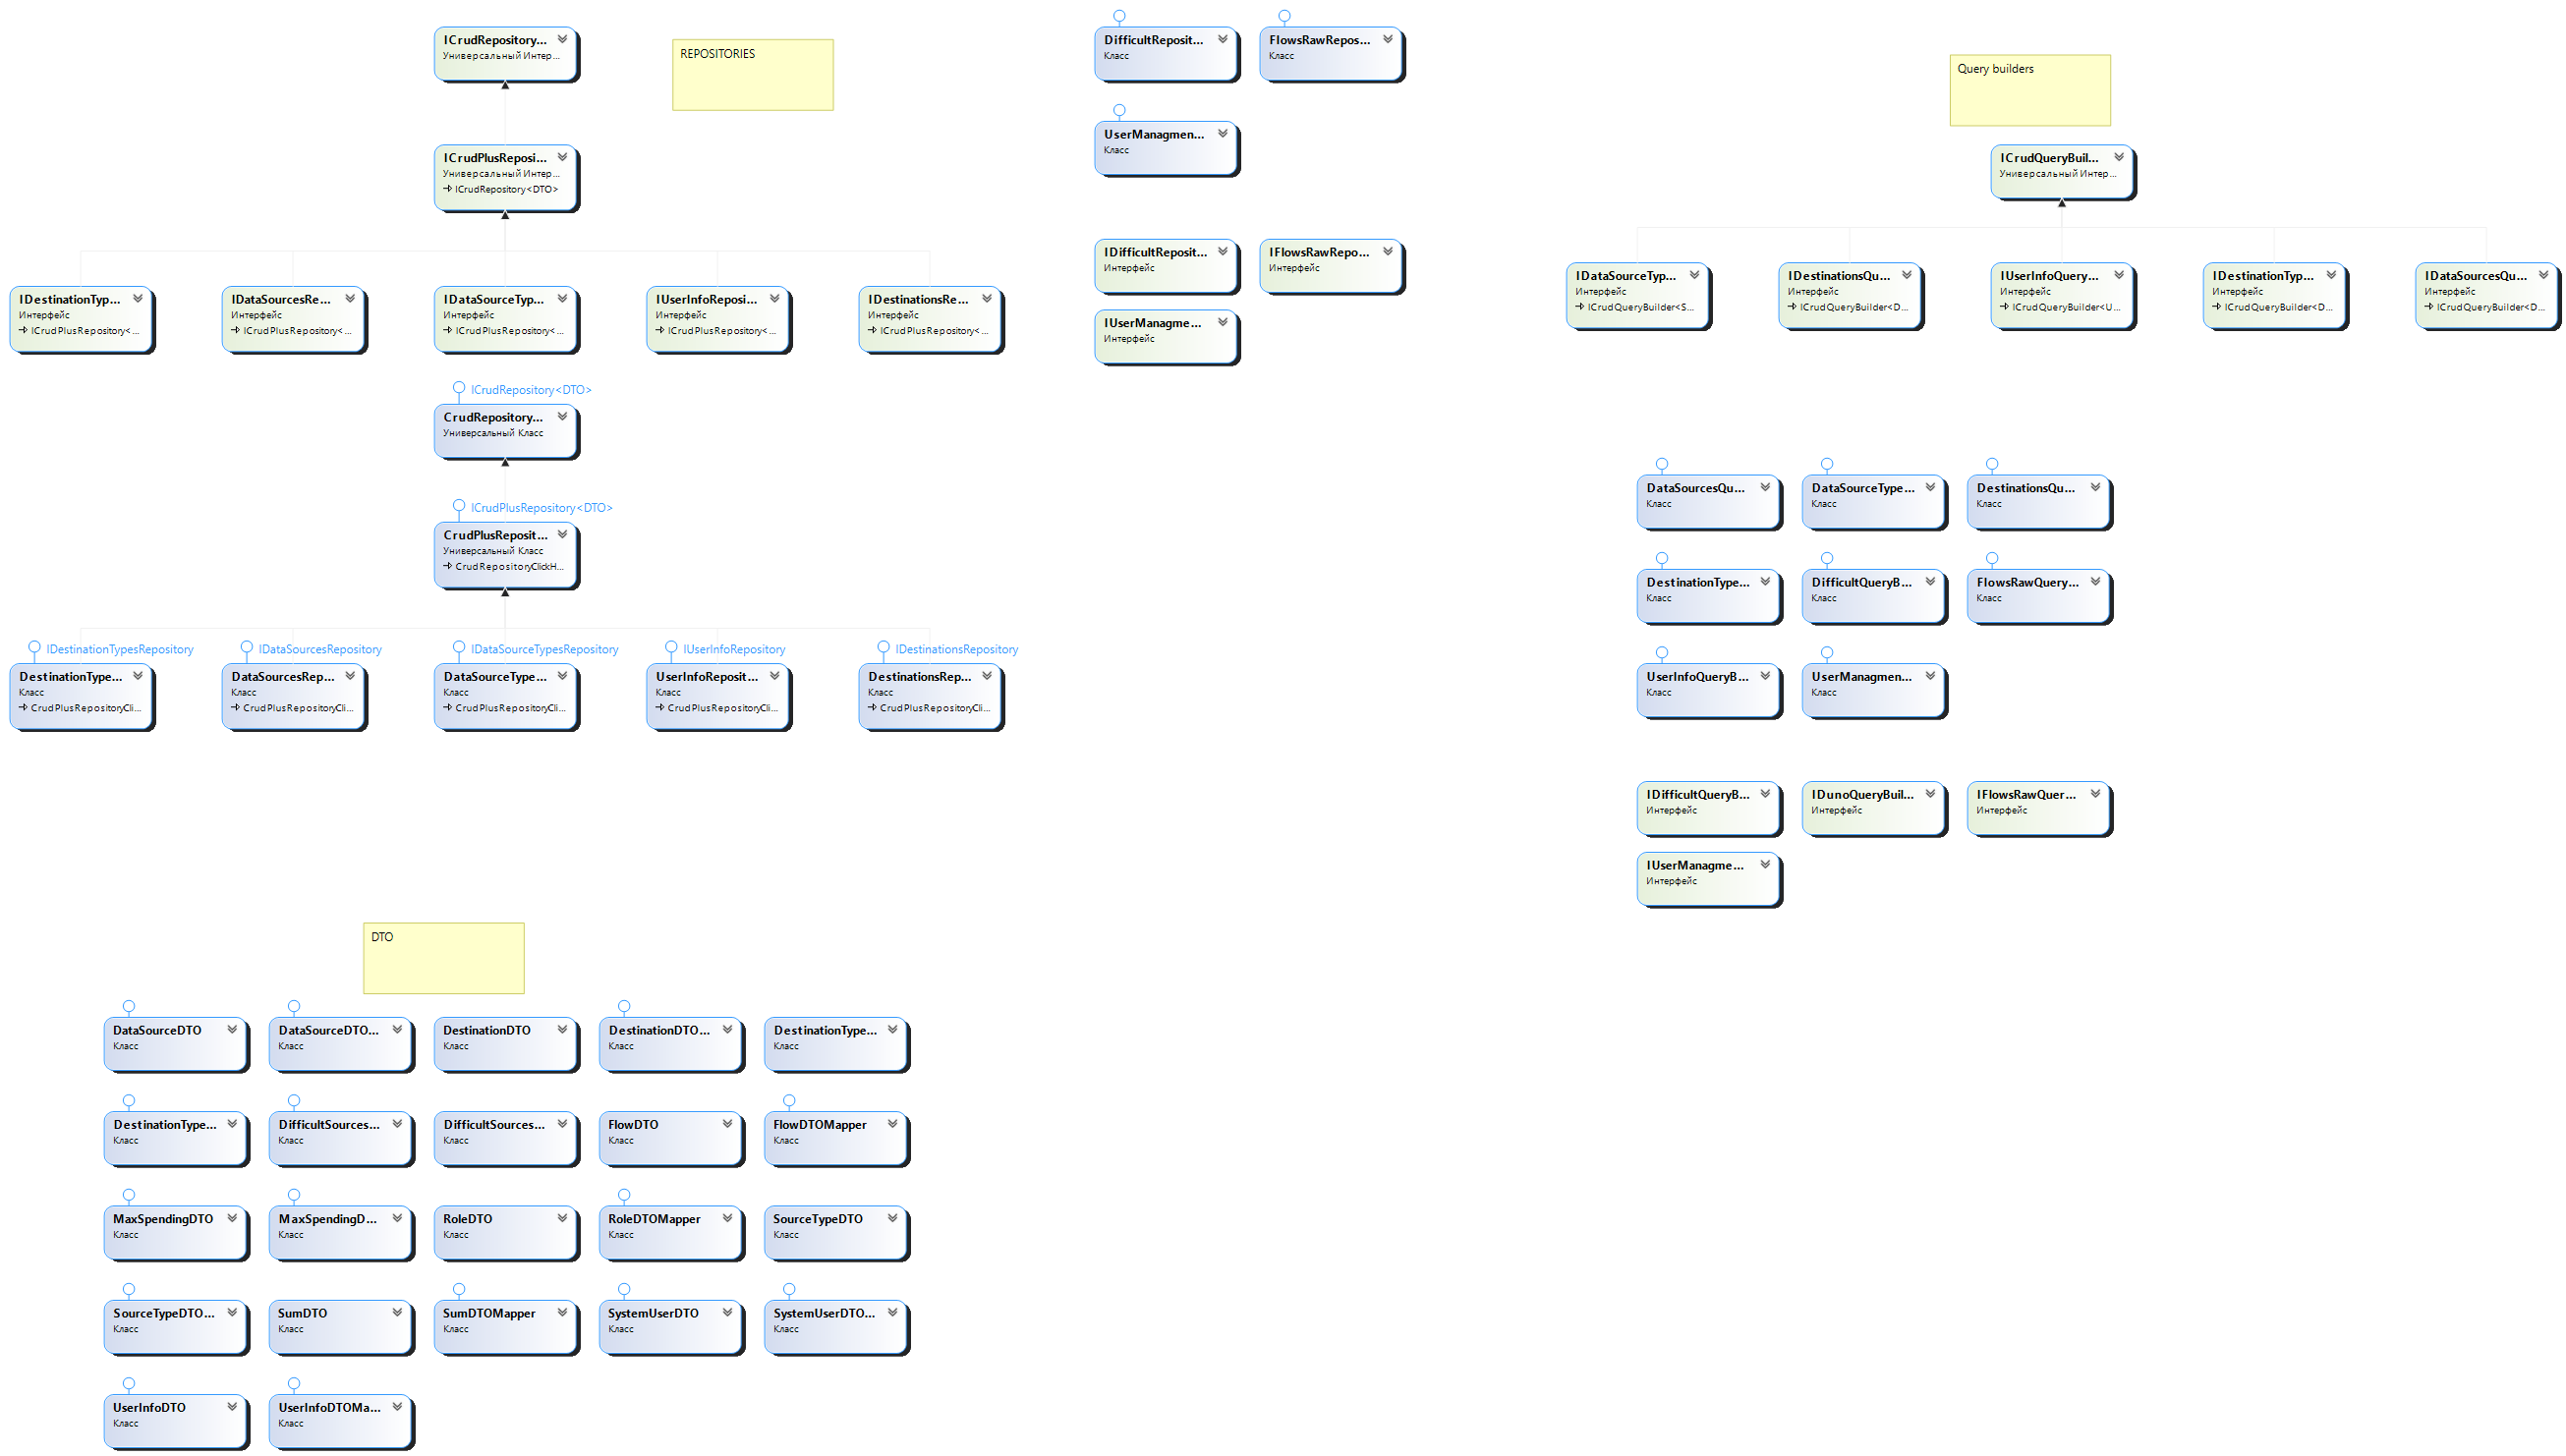 ICrudRepository...
Универсальный Интер...
REPOSITORIES
ICrudPlusReposi...
Универсальный Интер...
ICrudRepository<DTO>
IDestinationTyp...
Интерфейс
ICrudPlusRepository<...
IDataSourcesRe...
Интерфейс
ICrudPlusRepository<...
IDataSourceTyp...
Интерфейс
ICrudPlusRepository<...
IUserInfoReposi...
Интерфейс
ICrudPlusRepository<...
IDestinationsRe...
Интерфейс
ICrudPlusRepository<...
ICrudRepository<DTO>
CrudRepository...
Универсальный Класс
ICrudPlusRepository<DTO>
CrudPlusReposit...
Универсальный Класс
CrudRepositoryClickH...
IDestinationTypesRepository
DestinationType...
Класс
CrudPlusRepositoryCli...
IDataSourcesRepository
DataSourcesRep...
Класс
CrudPlusRepositoryCli...
IDataSourceTypesRepository
DataSourceType...
Класс
CrudPlusRepositoryCli...
IUserInfoRepository
UserInfoReposit...
Класс
CrudPlusRepositoryCli...
IDestinationsRepository
DestinationsRep...
Класс
CrudPlusRepositoryCli...
DifficultReposit...
Класс
FlowsRawRepos...
Класс
UserManagmen...
Класс
IDifficultReposit...
Интерфейс
IFlowsRawRepo...
Интерфейс
IUserManagme...
Интерфейс
Query builders
ICrudQueryBuil...
Универсальный Интер...
IDataSourceTyp...
Интерфейс
ICrudQueryBuilder<S...
IDestinationsQu...
Интерфейс
ICrudQueryBuilder<D...
IUserInfoQuery...
Интерфейс
ICrudQueryBuilder<U...
IDestinationTyp...
Интерфейс
ICrudQueryBuilder<D...
IDataSourcesQu...
Интерфейс
ICrudQueryBuilder<D...
DataSourcesQu...
Класс
DataSourceType...
Класс
DestinationsQu...
Класс
DestinationType...
Класс
DifficultQueryB...
Класс
FlowsRawQuery...
Класс
UserInfoQueryB...
Класс
UserManagmen...
Класс
IDifficultQueryB...
Интерфейс
IDunoQueryBuil...
Интерфейс
IFlowsRawQuer...
Интерфейс
IUserManagme...
Интерфейс
DTO
DataSourceDTO
Класс
DataSourceDTO...
Класс
DestinationDTO
Класс
DestinationDTO...
Класс
DestinationType...
Класс
DestinationType...
Класс
DifficultSources...
Класс
DifficultSources...
Класс
FlowDTO
Класс
FlowDTOMapper
Класс
MaxSpendingDTO
Класс
MaxSpendingD...
Класс
RoleDTO
Класс
RoleDTOMapper
Класс
SourceTypeDTO
Класс
SourceTypeDTO...
Класс
SumDTO
Класс
SumDTOMapper
Класс
SystemUserDTO
Класс
SystemUserDTO...
Класс
UserInfoDTO
Класс
UserInfoDTOMa...
Класс